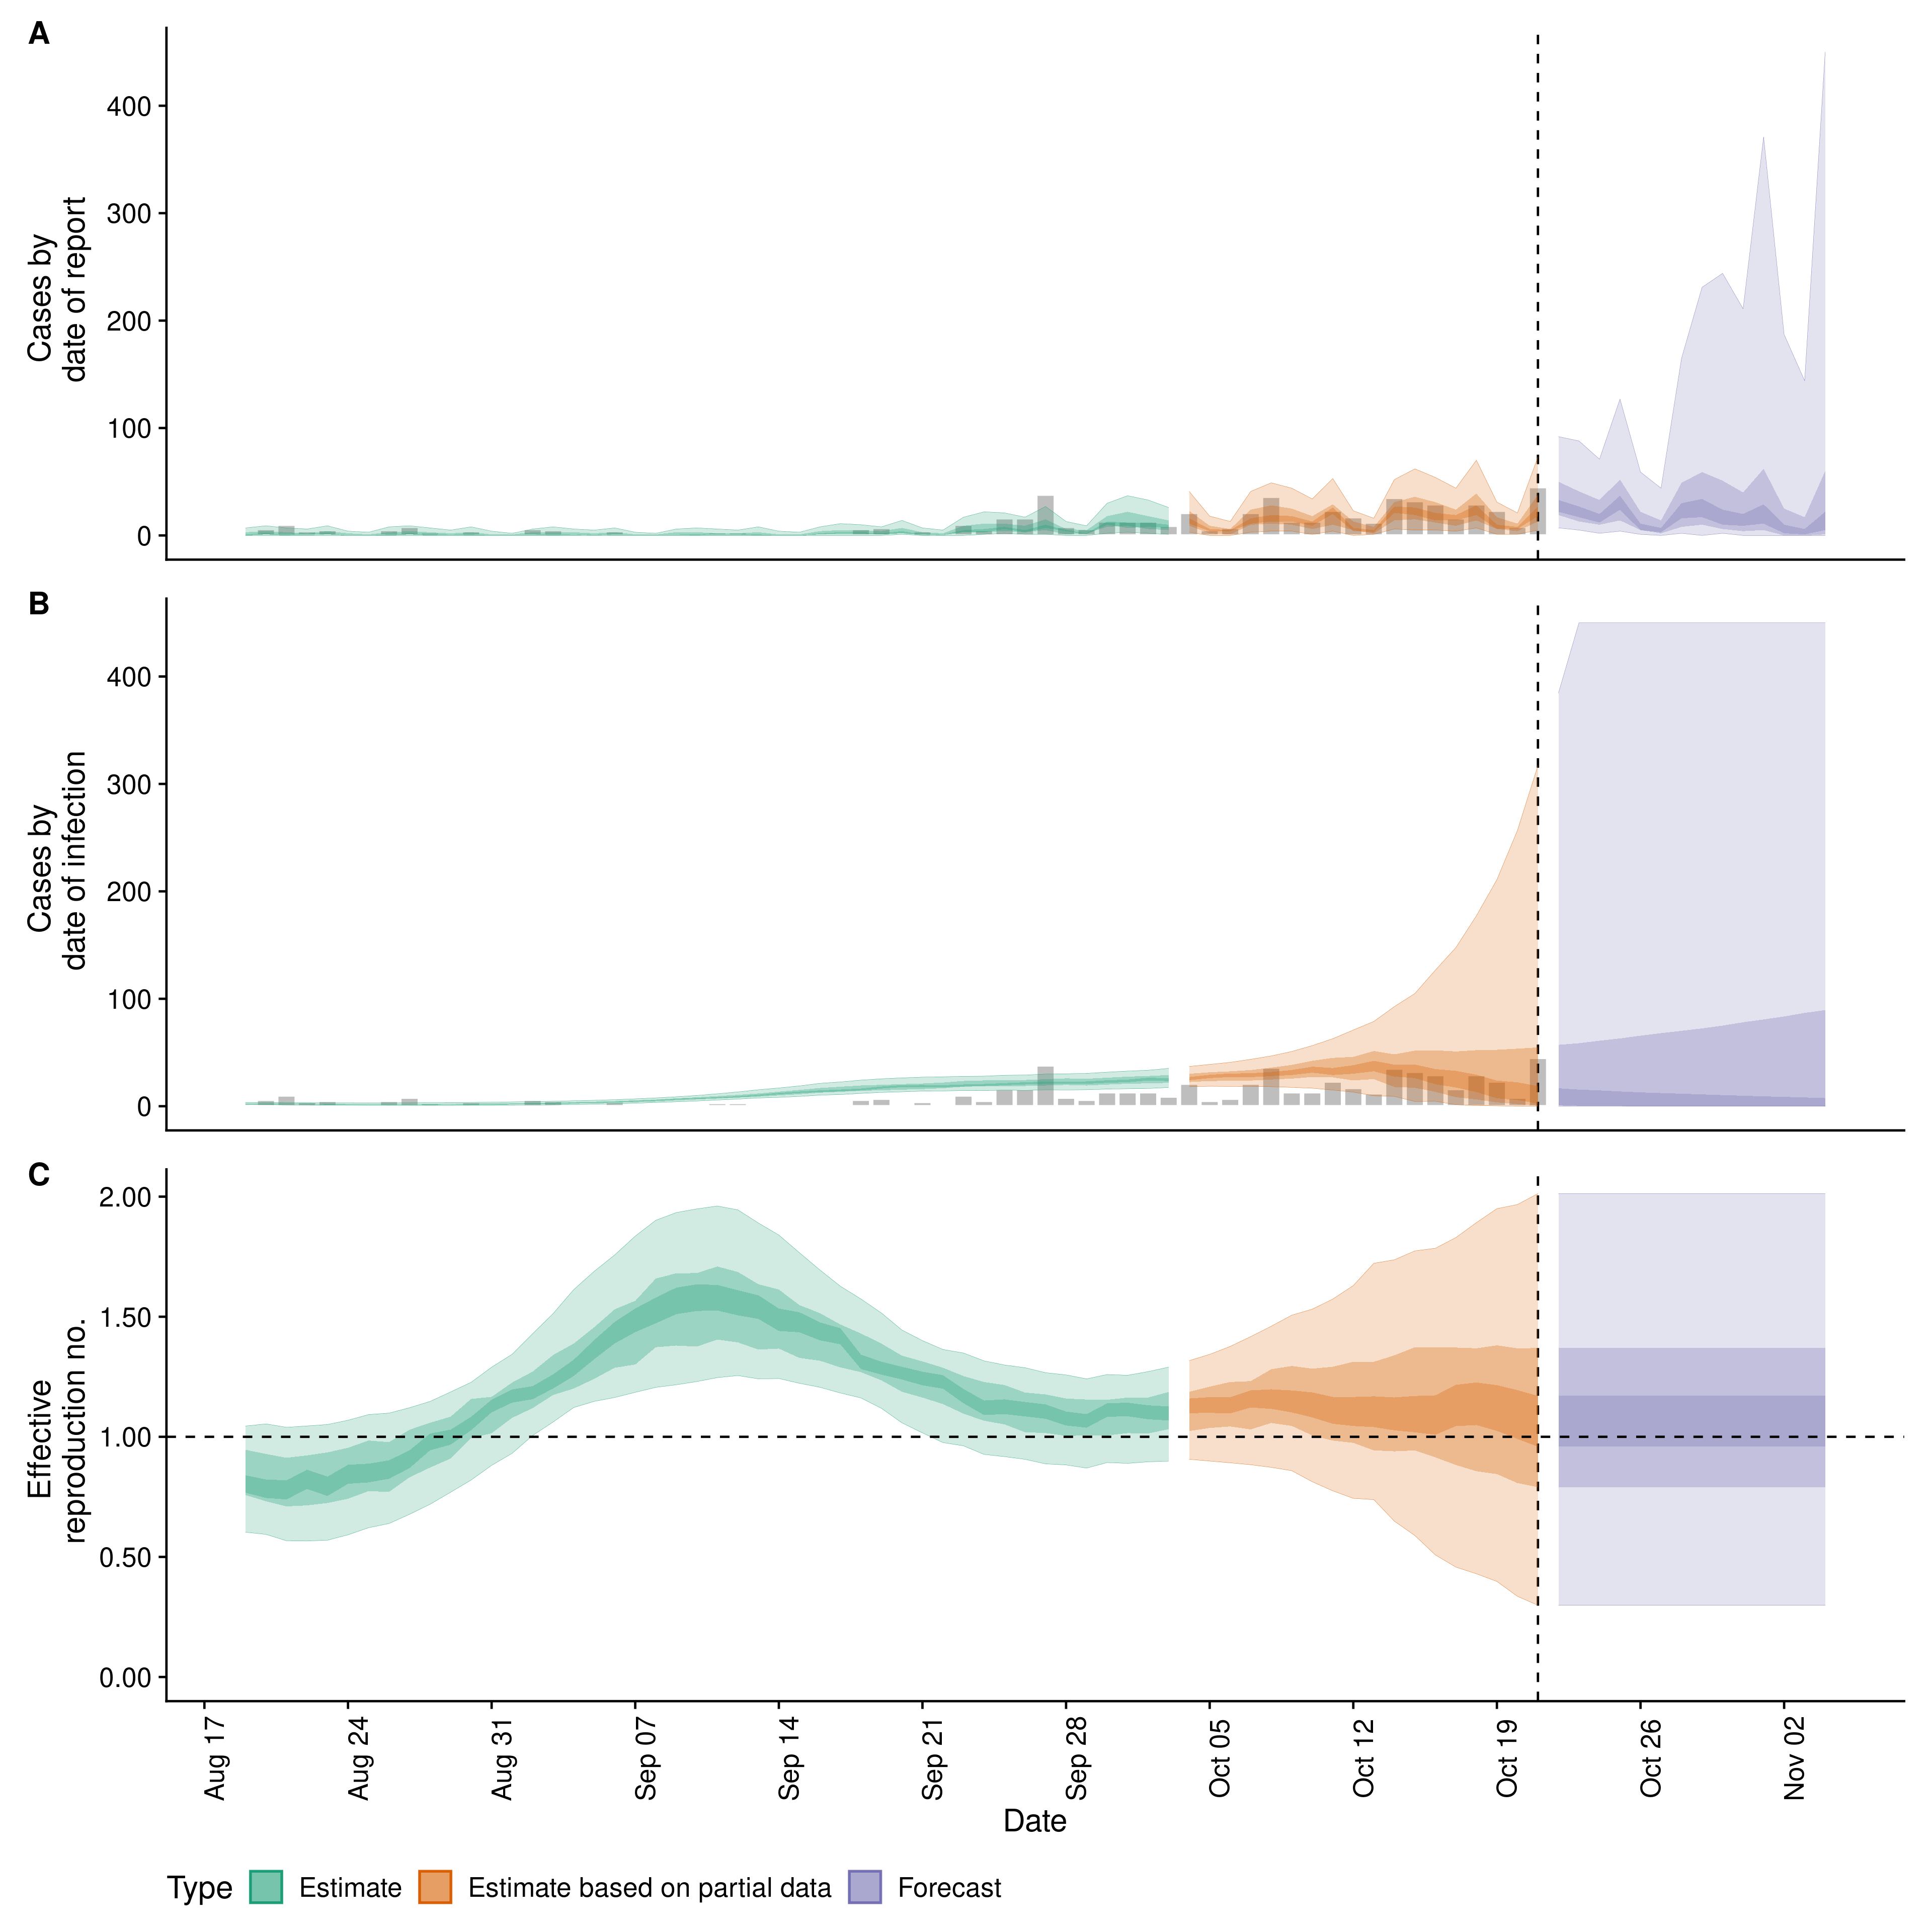 A
Cases by
date of report
400
300
200
100
0
B
Cases by
date of infection
400
300
200
100
0
C
Effective
reproduction no.
2.00
1.50
1.00
0.50
0.00
Aug 17
Aug 24
Aug 31
Sep 07
Sep 14
Sep 21
Sep 28
Oct 05
Oct 12
Oct 19
Oct 26
Nov 02
Date
Type Estimate Estimate based on partial data Forecast